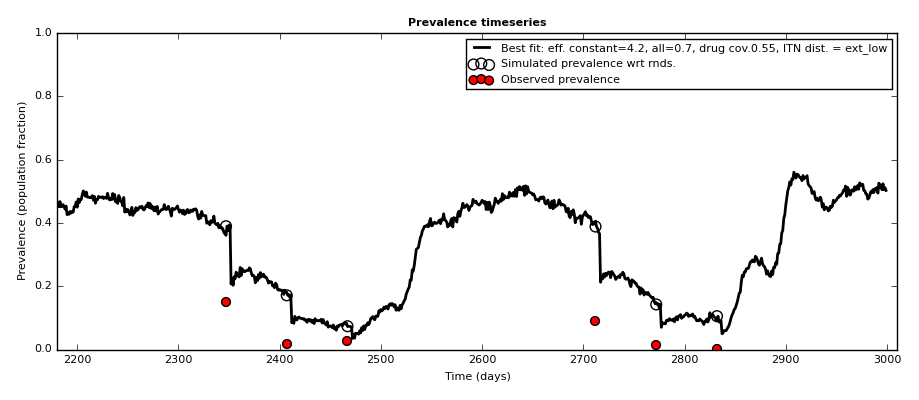 Prevalence timeseries
Best fit: eff. constant=4.2, all=0.7, drug cov.0.55, ITN dist. = ext_low
Simulated prevalence wrt rnds.
Observed prevalence
Prevalence (population fraction)
1.0
0.8
0.6
0.4
0.2
0.0
2200 2300 2400 2500 2600 2700 2800 2900 3000
Time (days)